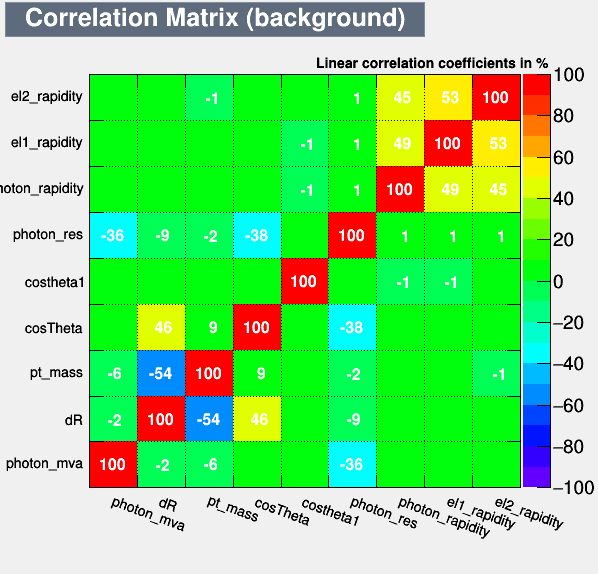 Correlation Matrix (background)
Linear correlation coefficients in %
el2_rapidity -1 1 45 53 100
el1_rapidity -1 1 49 100 53
hoton_rapidity -1 1 100 49 45
photon_res -36 -9 -2 -38 100 1 1 1
costheta1 100 -1 -1
cosTheta 46 9 100 -38
pt_mass -6 -54 100 9 -2 -1
dR -2 100 -54 46 -9
photon_mva 100 -2 -6 -36
photon_mva dR pt_mass cosTheta costheta1 photon_res photon_rapidity el1_rapidity el2_rapidity
100
80
60
40
20
0
−20
−40
−60
−80
−100